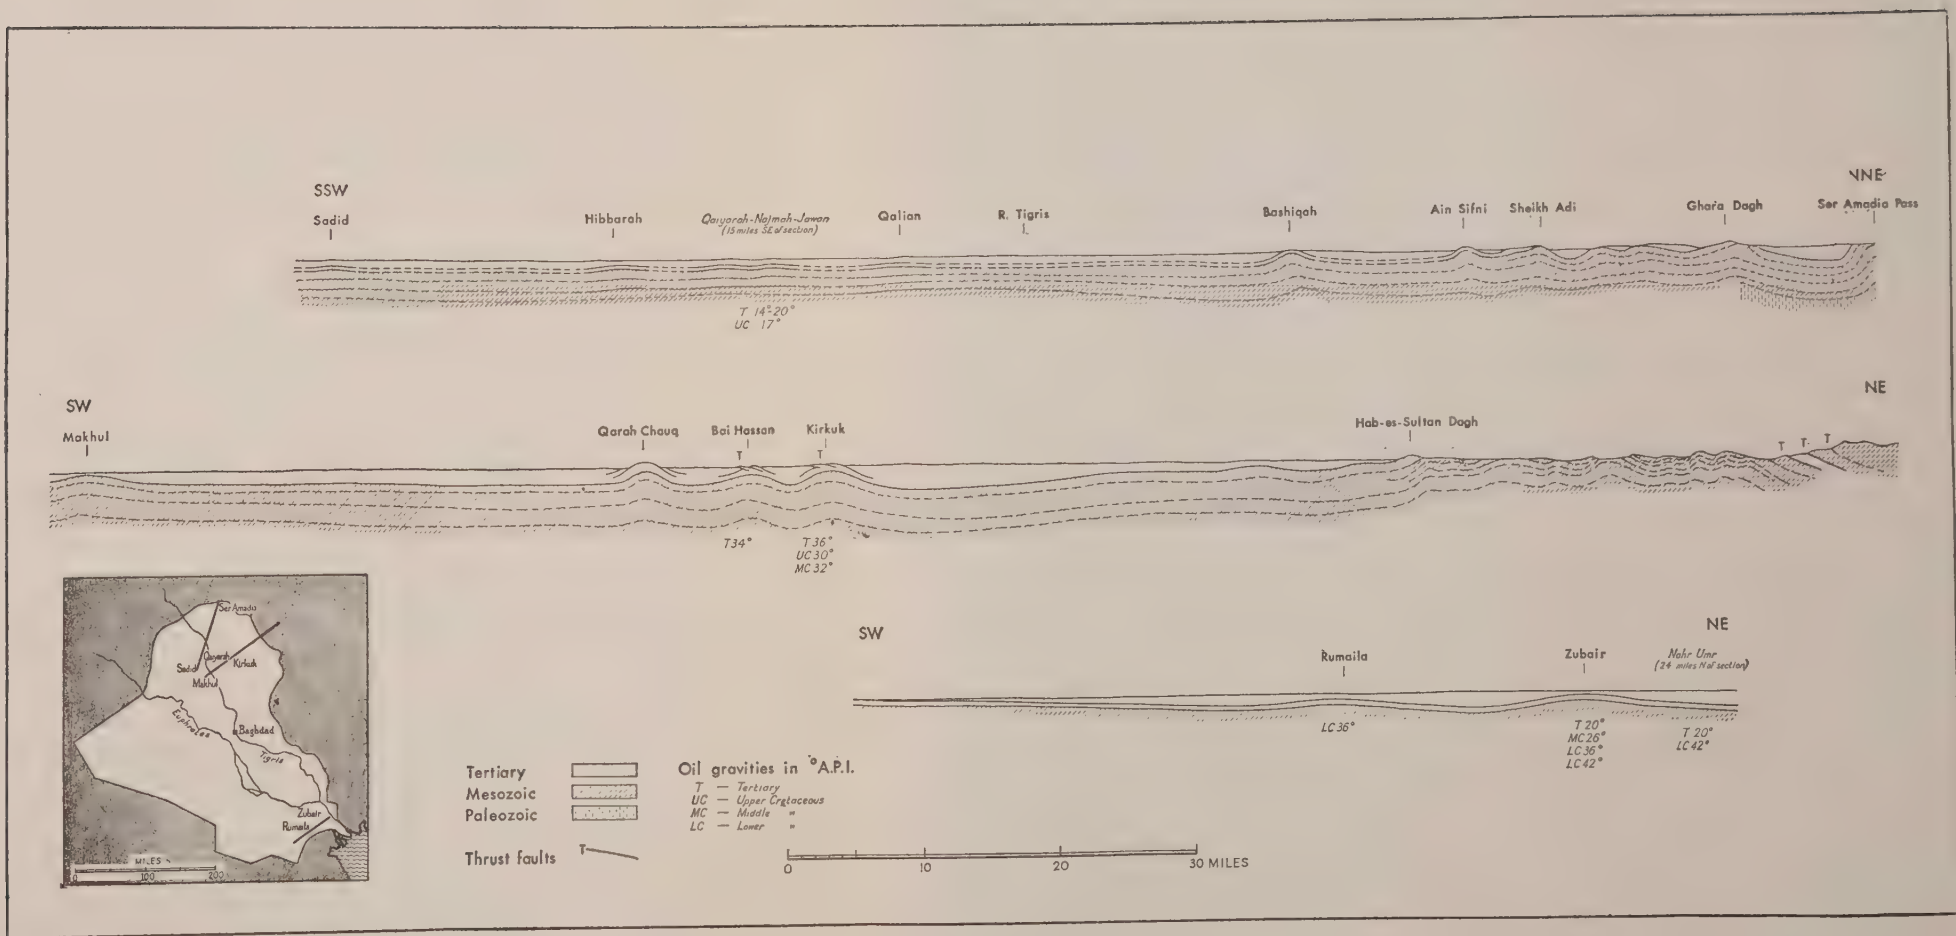 SSW
NNE
Sadid
Hibbarah
Qaiyarah-Najmah-Jawan
(15 miles SE of section)
Qalian
R. Tigris
Bashiqah
Ain Sifni
Sheikh Adi
Ghara Dagh
Ser Amadia Pass
T 14°-20°
UC 17°
SW
NE
Makhul
Qarah Chauq
Bai Hassan
Kirkuk
Hab-es-Sultan Dagh
T
T
T
T
T
T 34°
T 36°
UC 30°
MC 32°
SW
NE
Rumaila
Zubair
Nahr Umr
(24 miles N of section)
LC 36°
T 20°
MC 26°
LC 36°
LC 42°
T 20°
LC 42°
Ser Amadia
Sadid
Qaiyarah
Kirkuk
Makhul
Euphrates
Baghdad
Tigris
Zubair
Rumaila
MILES
0 100 200
Tertiary
Mesozoic
Paleozoic
Thrust faults T
Oil gravities in °A.P.I.
T — Tertiary
UC — Upper Cretaceous
MC — Middle "
LC — Lower "
0 10 20 30 MILES